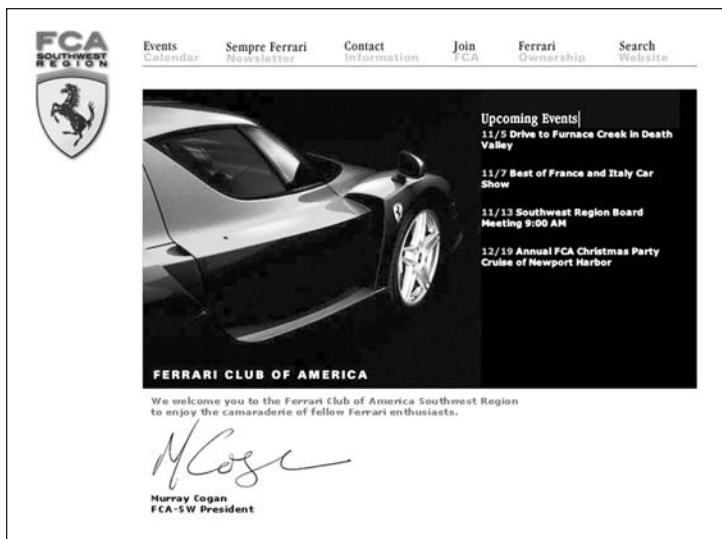 FCA
SOUTHWEST
REGION
Events
Calendar
Sempre Ferrari
Newsletter
Contact
Information
Join
FCA
Ferrari
Ownership
Search
Website
Upcoming Events
11/5 Drive to Furnace Creek in Death
Valley
11/7 Best of France and Italy Car
Show
11/13 Southwest Region Board
Meeting 9:00 AM
12/19 Annual FCA Christmas Party
Cruise of Newport Harbor
FERRARI CLUB OF AMERICA
We welcome you to the Ferrari Club of America Southwest Region
to enjoy the camaraderie of fellow Ferrari enthusiasts.
Murray Cogan
FCA-SW President